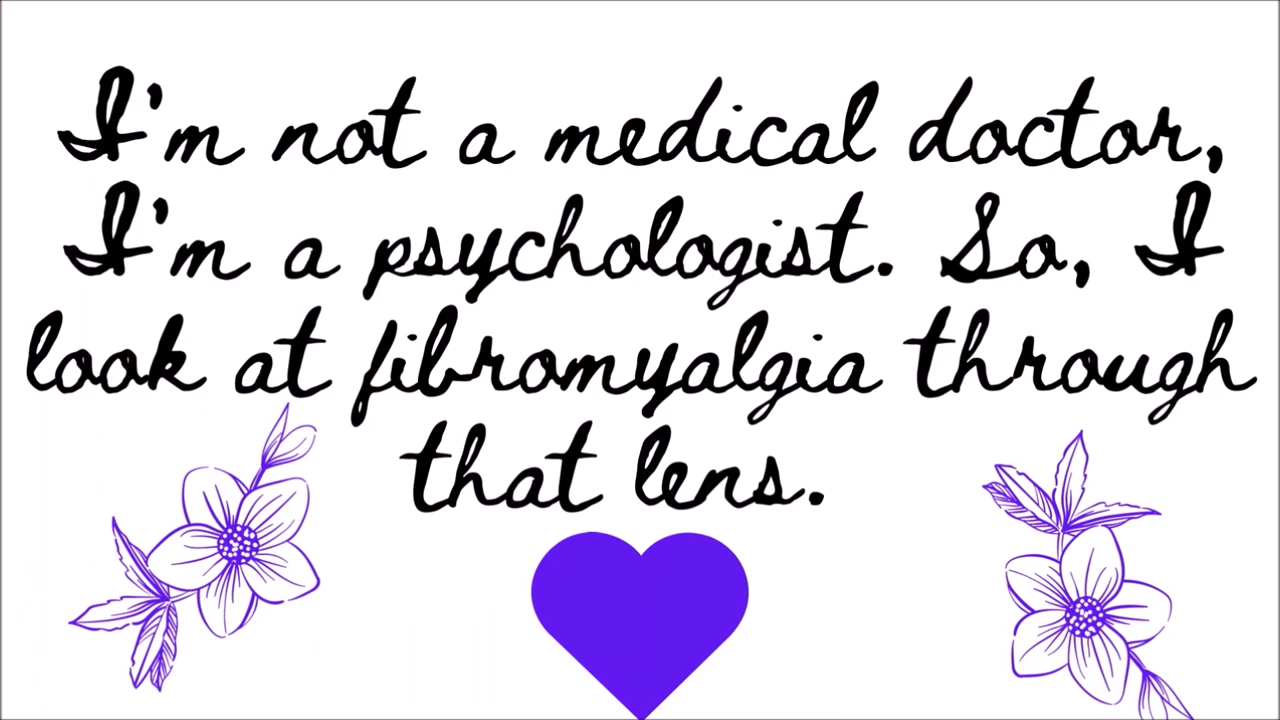 I'm not a medical doctor,
I'm a psychologist. So, I
look at fibromyalgia through
that lens.